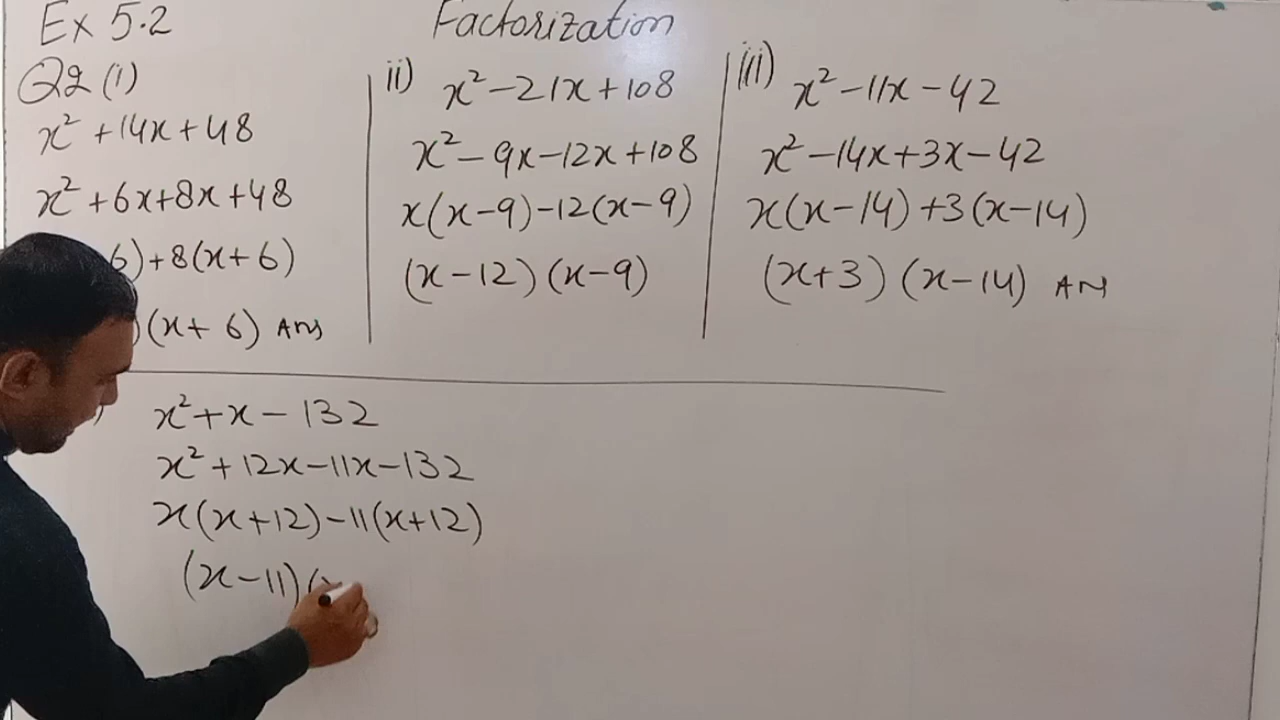 Ex 5.2
Factorization
Q2 (i)
x² + 14x + 48
x² + 6x + 8x + 48
6) + 8(x + 6)
)(x + 6) Ans
ii) x² - 21x + 108
x² - 9x - 12x + 108
x(x - 9) - 12(x - 9)
(x - 12)(x - 9)
(iii) x² - 11x - 42
x² - 14x + 3x - 42
x(x - 14) + 3(x - 14)
(x + 3)(x - 14) AN
) x² + x - 132
x² + 12x - 11x - 132
x(x + 12) - 11(x + 12)
(x - 11)(